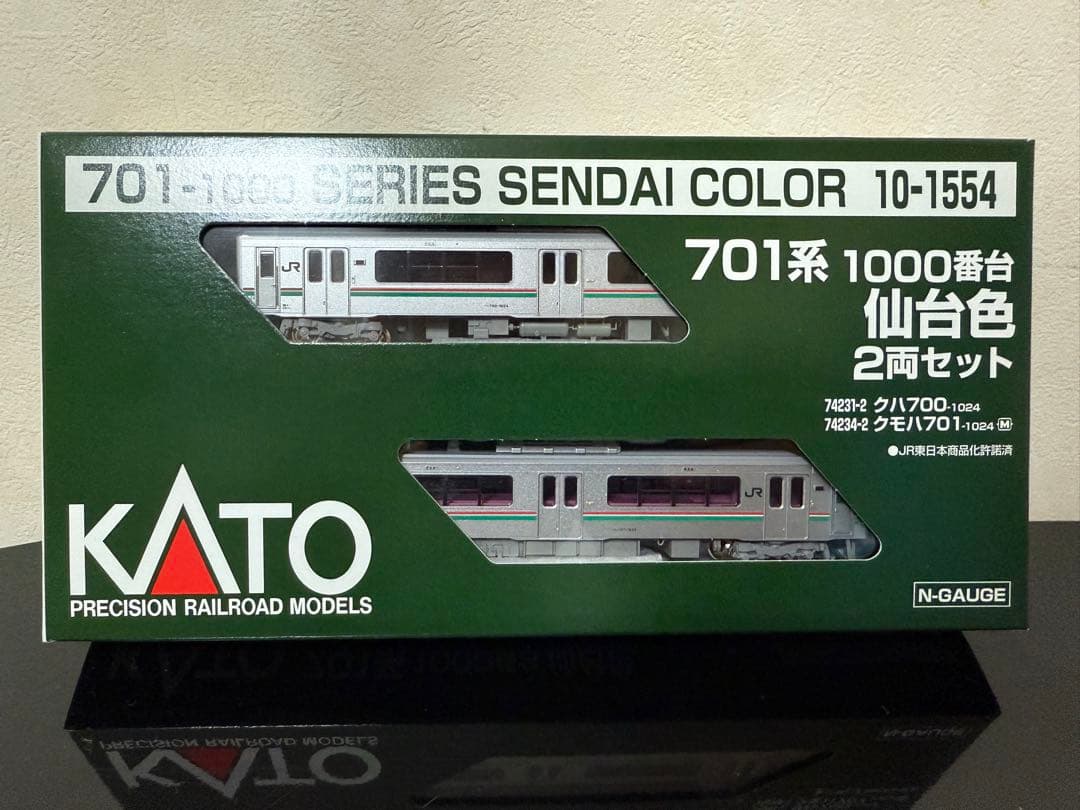 701-1000 SERIES SENDAI COLOR 10-1554
701系 1000番台
仙台色
2両セット
74231-2 クハ700-1024
74234-2 クモハ701-1024 M
●JR東日本商品化許諾済
JR
JR
KATO
PRECISION RAILROAD MODELS
N-GAUGE